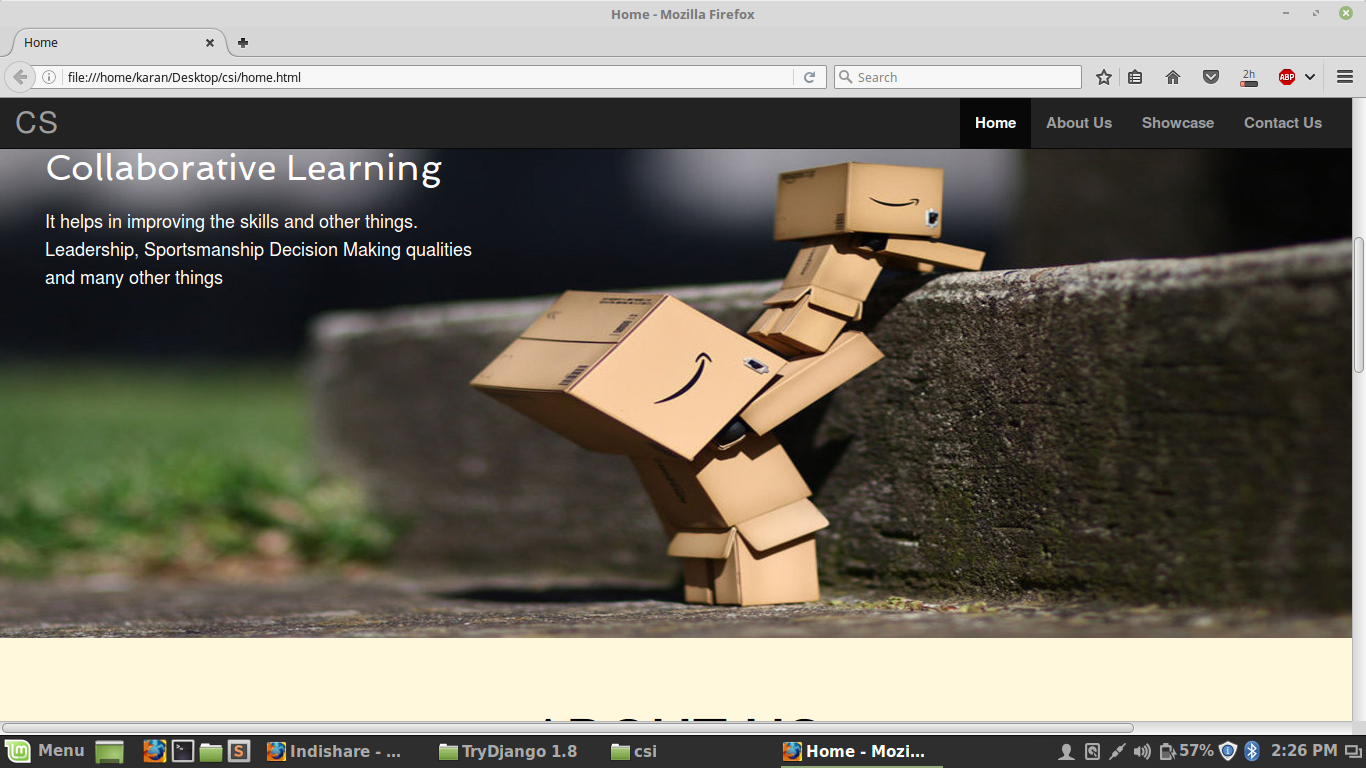 Home - Mozilla Firefox
Home
file:///home/karan/Desktop/csi/home.html
Search
2h
ABP
CS
Home About Us Showcase Contact Us
Collaborative Learning
It helps in improving the skills and other things.
Leadership, Sportsmanship Decision Making qualities
and many other things
ABOUT US
Menu
S
Indishare - ...
TryDjango 1.8
csi
Home - Mozi...
57%
2:26 PM